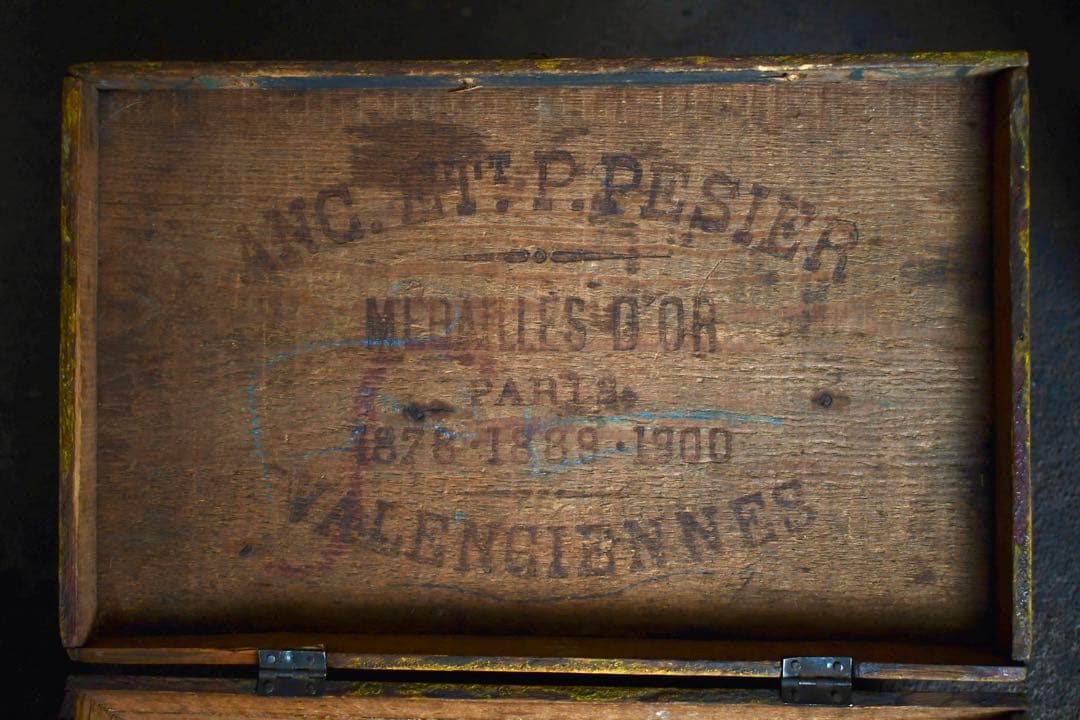 ANC. ETT. P. PESIER
MEDAILLES D'OR
PARIS.
1878 · 1889 · 1900
VALENCIENNES